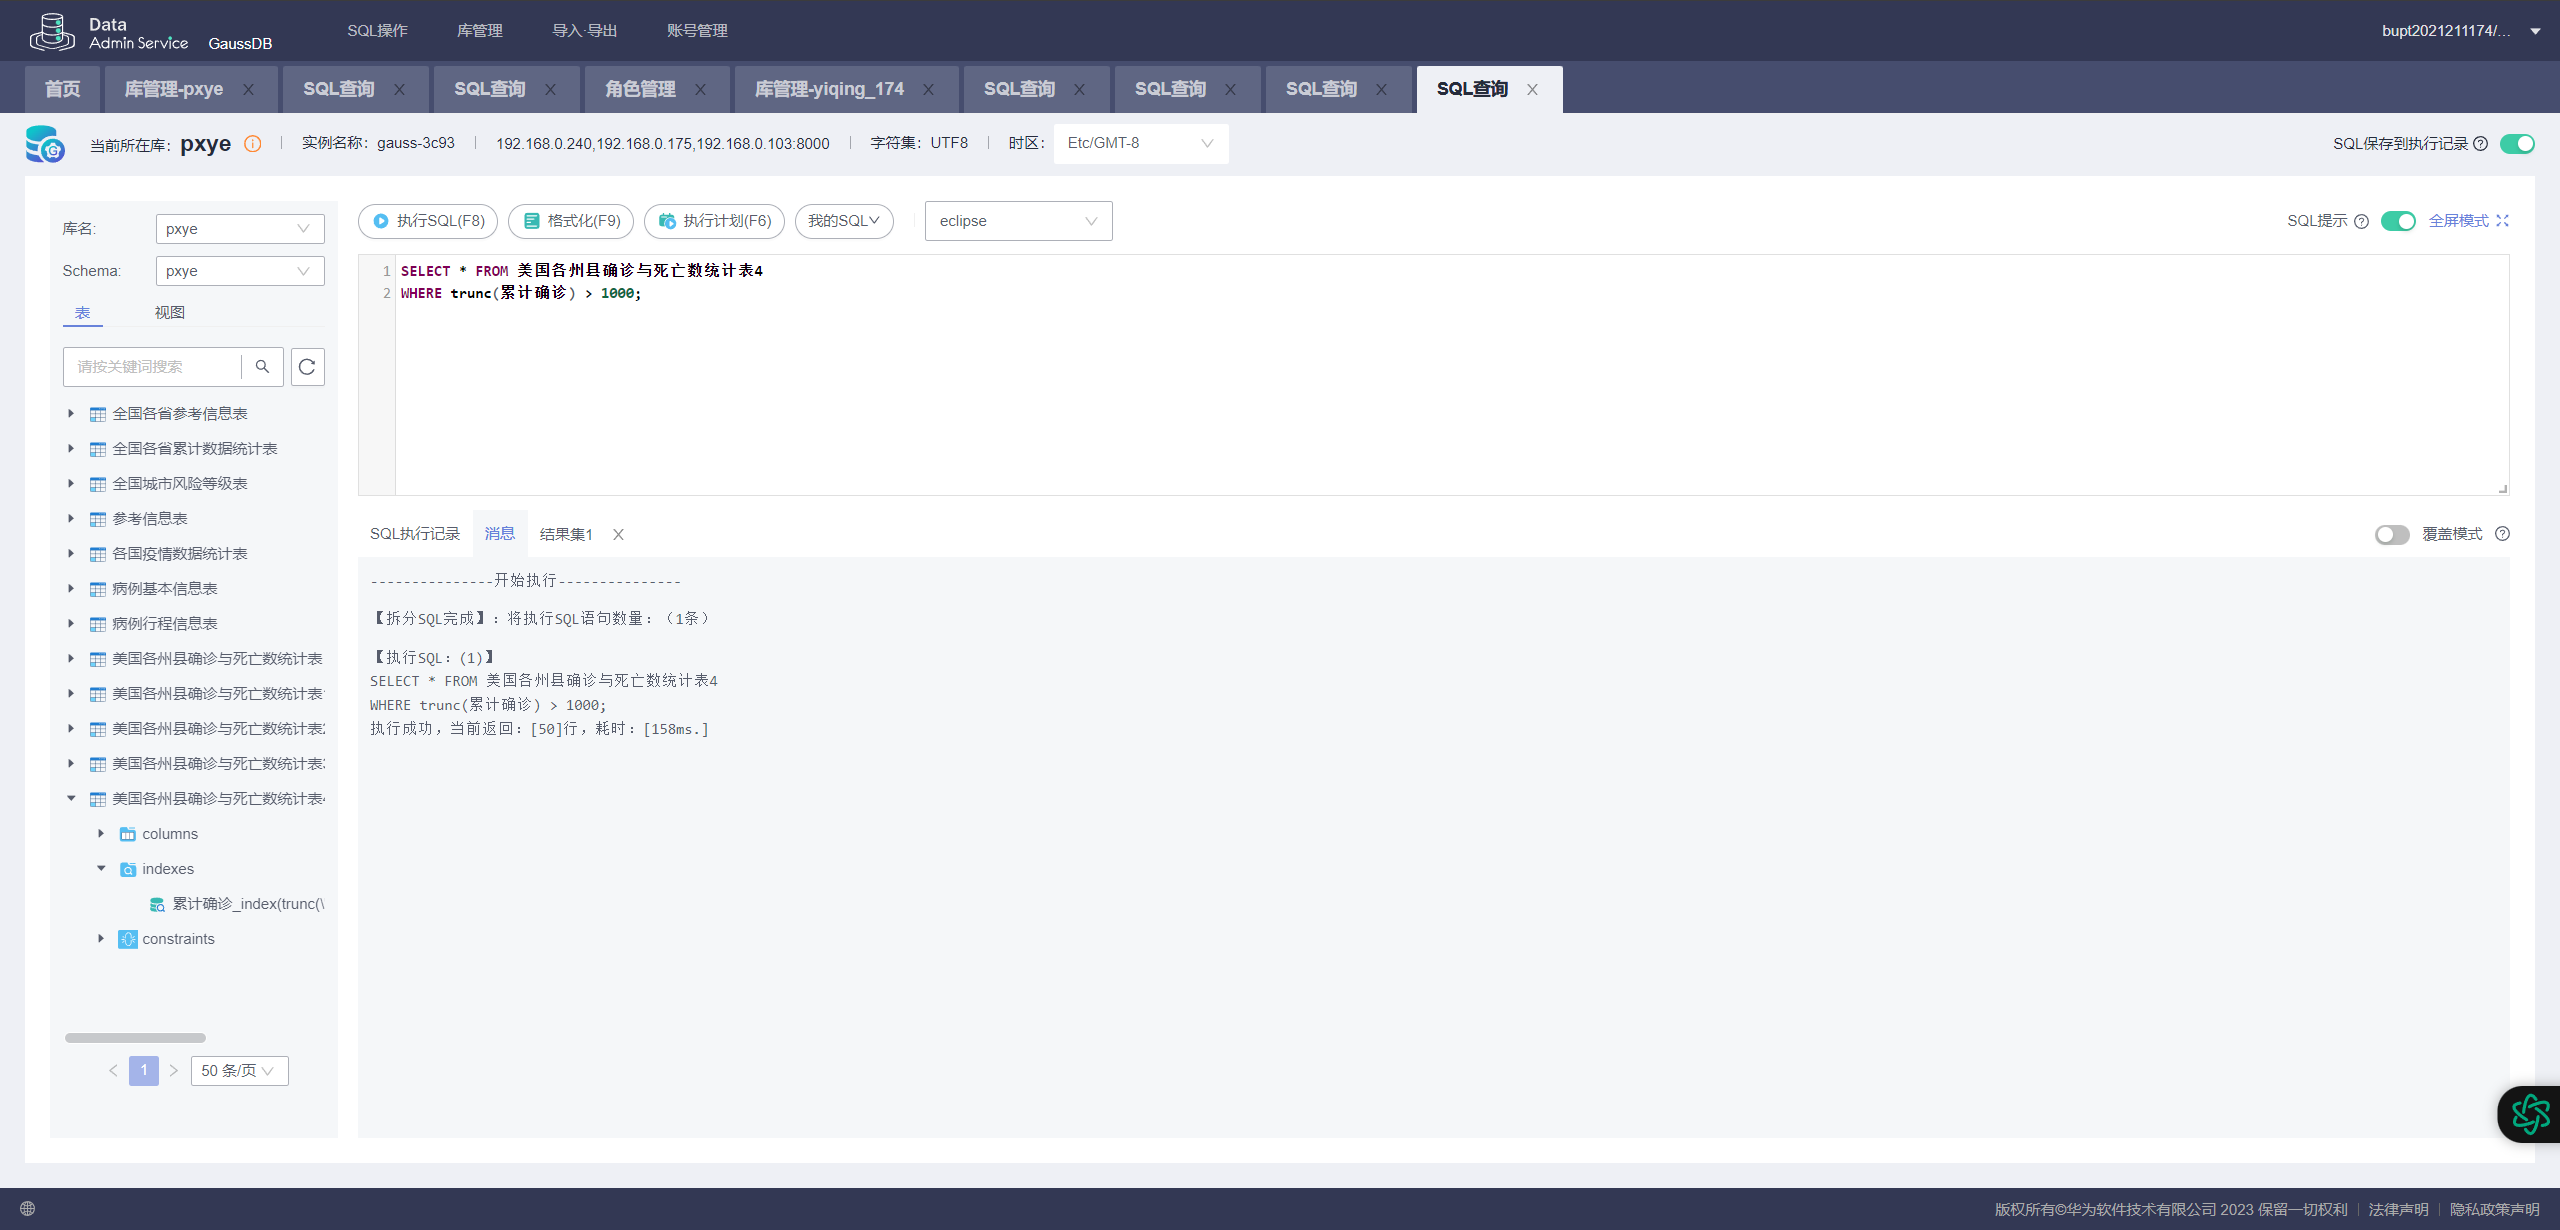 Data
Admin Service GaussDB SQL操作 库管理 导入·导出 账号管理 bupt2021211174/...
首页 库管理-pxye SQL查询 SQL查询 角色管理 库管理-yiqing_174 SQL查询 SQL查询 SQL查询 SQL查询
当前所在库: pxye 实例名称: gauss-3c93 192.168.0.240,192.168.0.175,192.168.0.103:8000 字符集: UTF8 时区: Etc/GMT-8 SQL保存到执行记录
库名: pxye
Schema: pxye
表 视图
请按关键词搜索
全国各省参考信息表
全国各省累计数据统计表
全国城市风险等级表
参考信息表
各国疫情数据统计表
病例基本信息表
病例行程信息表
美国各州县确诊与死亡数统计表
美国各州县确诊与死亡数统计表1
美国各州县确诊与死亡数统计表2
美国各州县确诊与死亡数统计表3
美国各州县确诊与死亡数统计表4
columns
indexes
累计确诊_index(trunc(\
constraints
1 50 条/页
执行SQL(F8) 格式化(F9) 执行计划(F6) 我的SQL eclipse SQL提示 全屏模式
1 SELECT * FROM 美国各州县确诊与死亡数统计表4
2 WHERE trunc(累计确诊) > 1000;
SQL执行记录 消息 结果集1 覆盖模式
---------------开始执行---------------
【拆分SQL完成】：将执行SQL语句数量：（1条）
【执行SQL：(1)】
SELECT * FROM 美国各州县确诊与死亡数统计表4
WHERE trunc(累计确诊) > 1000;
执行成功，当前返回：[50]行，耗时：[158ms.]
版权所有©华为软件技术有限公司 2023 保留一切权利 法律声明 隐私政策声明